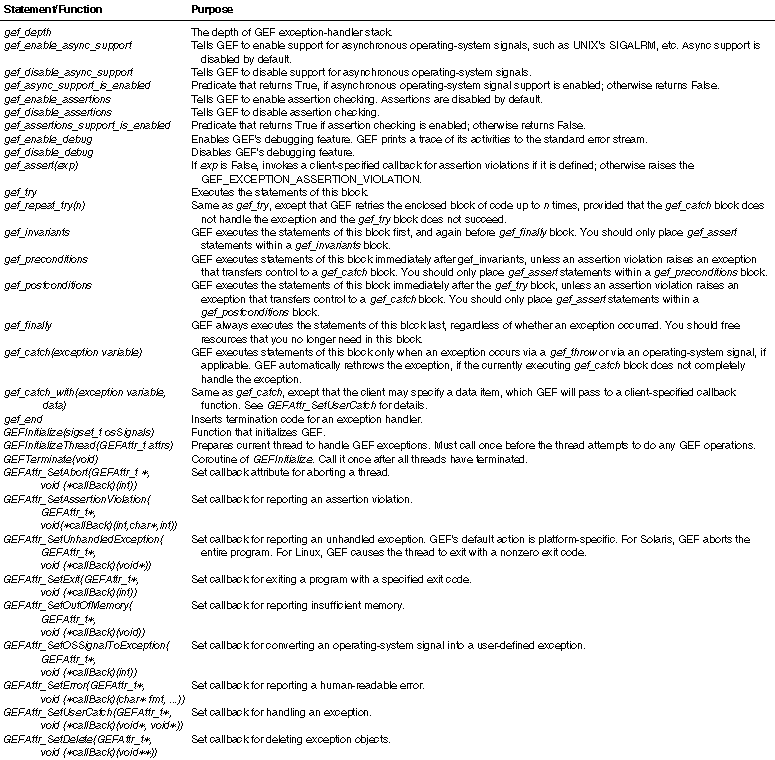 Statement/Function Purpose
gef_depth The depth of GEF exception-handler stack.
gef_enable_async_support Tells GEF to enable support for asynchronous operating-system signals, such as UNIX's SIGALRM, etc. Async support is
disabled by default.
gef_disable_async_support Tells GEF to disable support for asynchronous operating-system signals.
gef_async_support_is_enabled Predicate that returns True, if asynchronous operating-system signal support is enabled; otherwise returns False.
gef_enable_assertions Tells GEF to enable assertion checking. Assertions are disabled by default.
gef_disable_assertions Tells GEF to disable assertion checking.
gef_assertions_support_is_enabled Predicate that returns True if assertion checking is enabled; otherwise returns False.
gef_enable_debug Enables GEF's debugging feature. GEF prints a trace of its activities to the standard error stream.
gef_disable_debug Disables GEF's debugging feature.
gef_assert(exp) If exp is False, invokes a client-specified callback for assertion violations if it is defined; otherwise raises the
GEF_EXCEPTION_ASSERTION_VIOLATION.
gef_try Executes the statements of this block.
gef_repeat_try(n) Same as gef_try, except that GEF retries the enclosed block of code up to n times, provided that the gef_catch block does
not handle the exception and the gef_try block does not succeed.
gef_invariants GEF executes the statements of this block first, and again before gef_finally block. You should only place gef_assert
statements within a gef_invariants block.
gef_preconditions GEF executes statements of this block immediately after gef_invariants, unless an assertion violation raises an exception
that transfers control to a gef_catch block. You should only place gef_assert statements within a gef_preconditions block.
gef_postconditions GEF executes the statements of this block immediately after the gef_try block, unless an assertion violation raises an
exception that transfers control to a gef_catch block. You should only place gef_assert statements within a
gef_postconditions block.
gef_finally GEF always executes the statements of this block last, regardless of whether an exception occurred. You should free
resources that you no longer need in this block.
gef_catch(exception variable) GEF executes statements of this block only when an exception occurs via a gef_throw or via an operating-system signal, if
applicable. GEF automatically rethrows the exception, if the currently executing gef_catch block does not completely
handle the exception.
gef_catch_with(exception variable, Same as gef_catch, except that the client may specify a data item, which GEF will pass to a client-specified callback
data) function. See GEFAttr_SetUserCatch for details.
gef_end Inserts termination code for an exception handler.
GEFInitialize(sigset_t osSignals) Function that initializes GEF.
GEFInitializeThread(GEFAttr_t attrs) Prepares current thread to handle GEF exceptions. Must call once before the thread attempts to do any GEF operations.
GEFTerminate(void) Coroutine of GEFInitialize. Call it once after all threads have terminated.
GEFAttr_SetAbort(GEFAttr_t *, Set callback attribute for aborting a thread.
void (*callBack)(int))
GEFAttr_SetAssertionViolation( Set callback for reporting an assertion violation.
GEFAttr_t*,
void(*callBack)(int,char*,int))
GEFAttr_SetUnhandledException( Set callback for reporting an unhandled exception. GEF's default action is platform-specific. For Solaris, GEF aborts the
GEFAttr_t*, entire program. For Linux, GEF causes the thread to exit with a nonzero exit code.
void (*callBack)(void*))
GEFAttr_SetExit(GEFAttr_t*, Set callback for exiting a program with a specified exit code.
void (*callBack)(int))
GEFAttr_SetOutOfMemory( Set callback for reporting insufficient memory.
GEFAttr_t*,
void (*callBack)(void))
GEFAttr_SetOSSignalToException( Set callback for converting an operating-system signal into a user-defined exception.
GEFAttr_t*,
void (*callBack)(int))
GEFAttr_SetError(GEFAttr_t*, Set callback for reporting a human-readable error.
void (*callBack)(char* fmt, ...))
GEFAttr_SetUserCatch(GEFAttr_t*, Set callback for handling an exception.
void (*callBack)(void*, void*))
GEFAttr_SetDelete(GEFAttr_t*, Set callback for deleting exception objects.
void (*callBack)(void**))